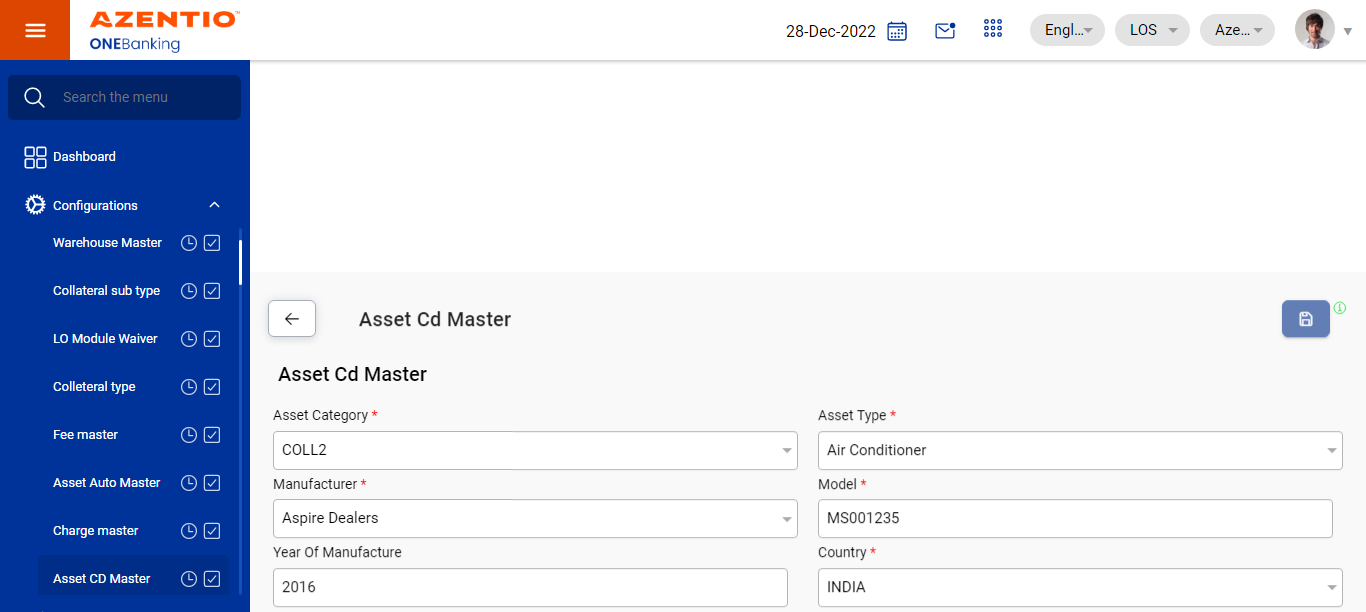 AZENTIO™
ONEBanking
28-Dec-2022
Engl...
LOS
Aze...
Search the menu
Dashboard
Configurations
Warehouse Master
Collateral sub type
LO Module Waiver
Colleteral type
Fee master
Asset Auto Master
Charge master
Asset CD Master
Asset Cd Master
Asset Cd Master
Asset Category *
Asset Type *
COLL2
Air Conditioner
Manufacturer *
Model *
Aspire Dealers
MS001235
Year Of Manufacture
Country *
2016
INDIA